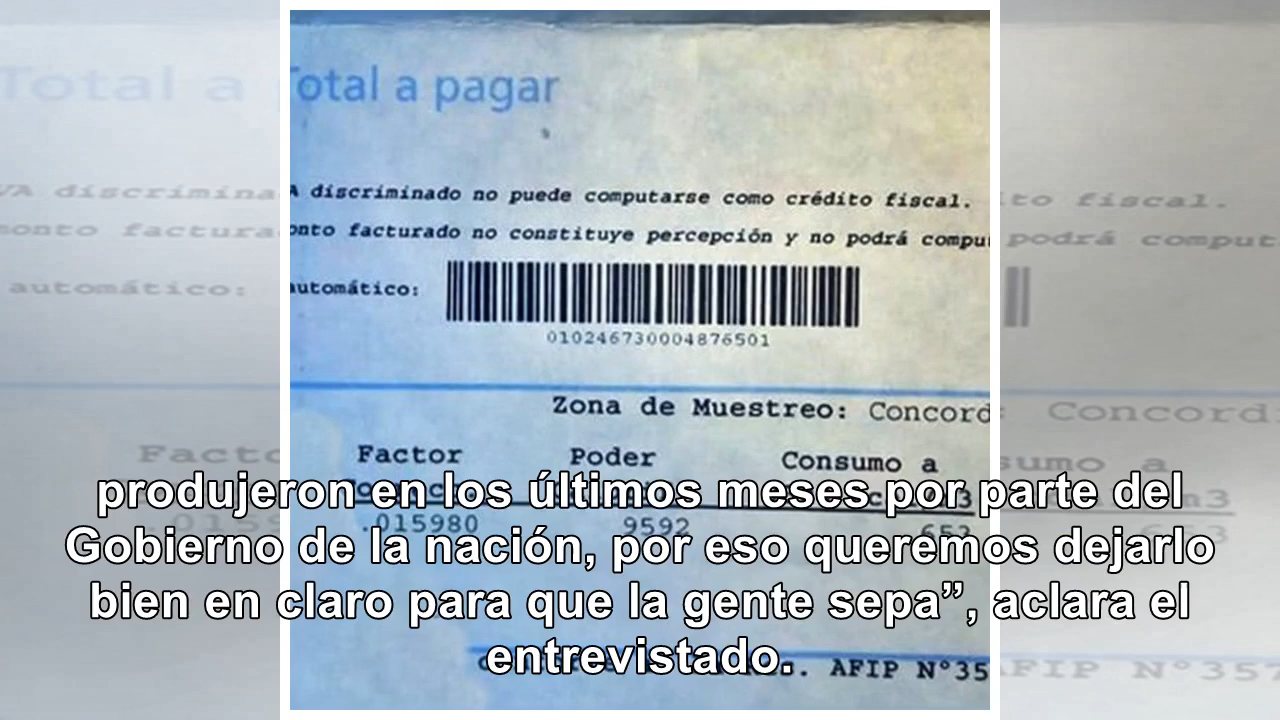 Total a pagar
A discriminado no puede computarse como crédito fiscal.
onto facturado no constituye percepción y no podrá compu
utomático:
010246730004876501
Zona de Muestreo: Concord
Factor Poder Consumo a
015980 9592 653
produjeron en los últimos meses por parte del
Gobierno de la nación, por eso queremos dejarlo
bien en claro para que la gente sepa”, aclara el
entrevistado.
AFIP N°35